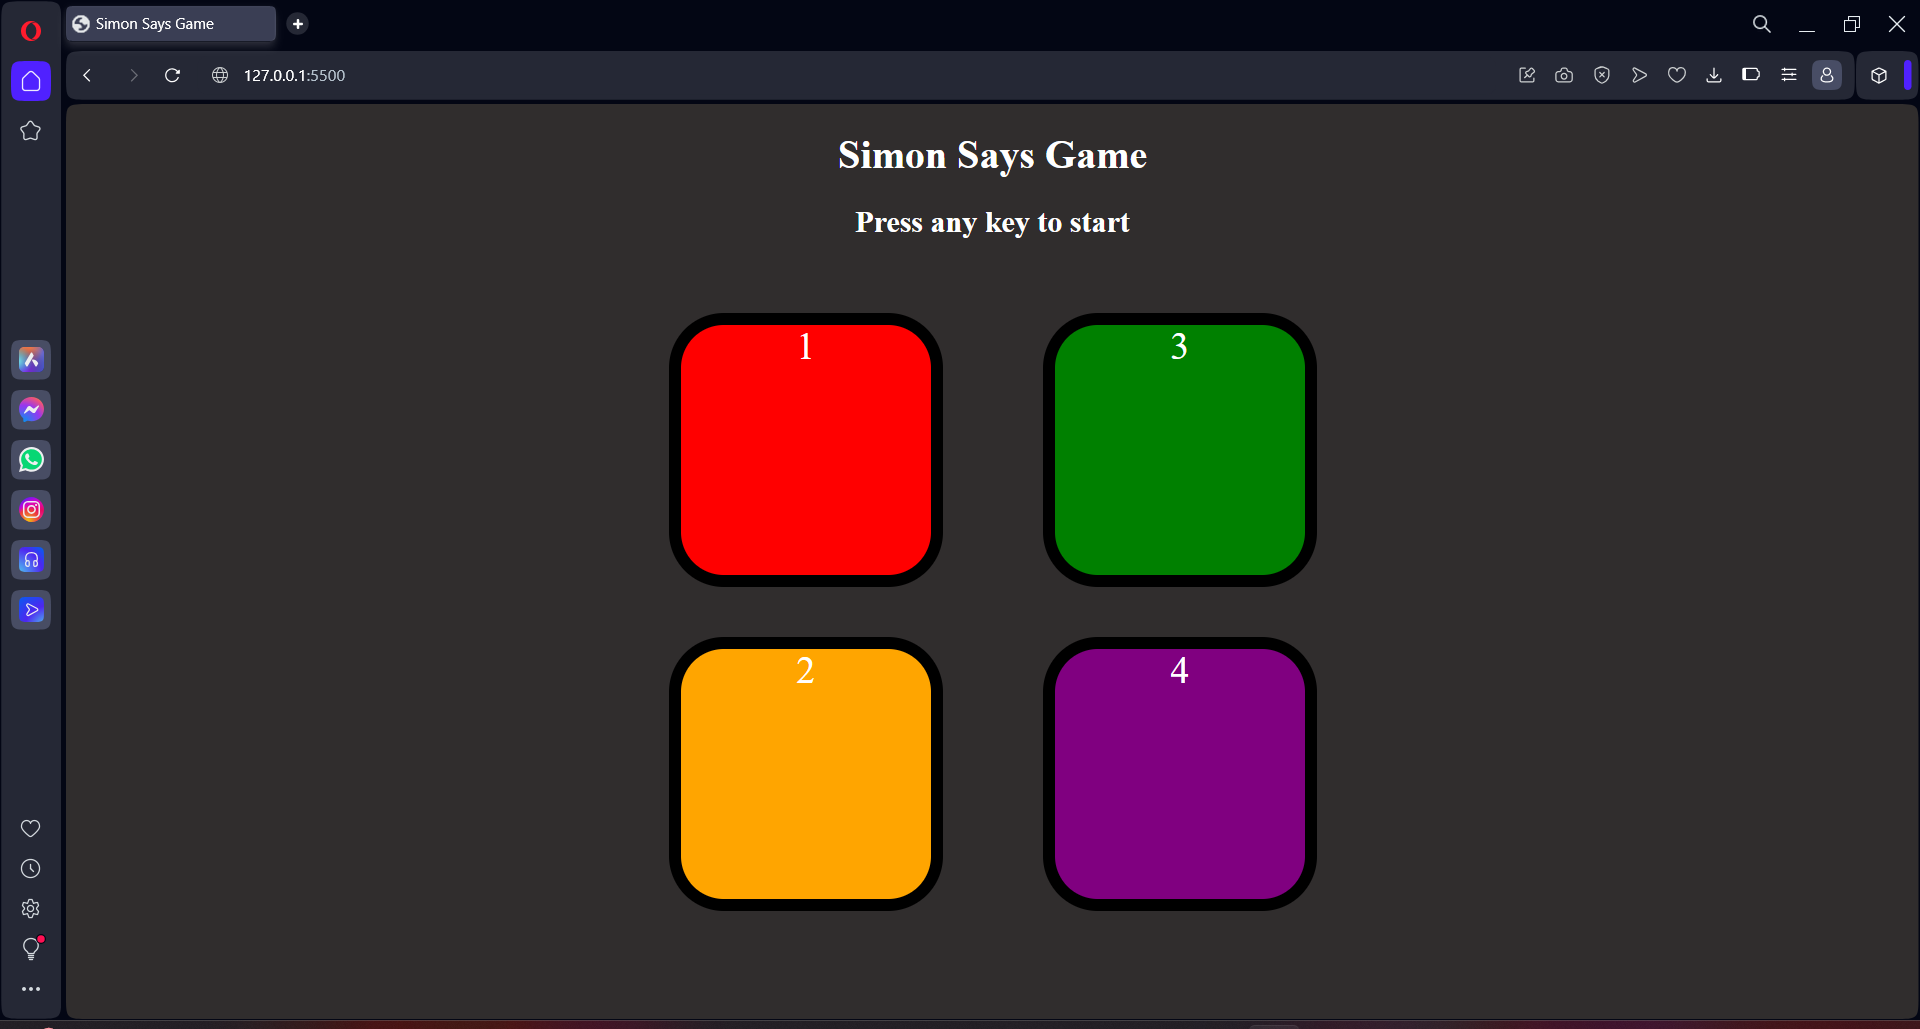 Simon Says Game
127.0.0.1:5500
Simon Says Game
Press any key to start
1
3
2
4